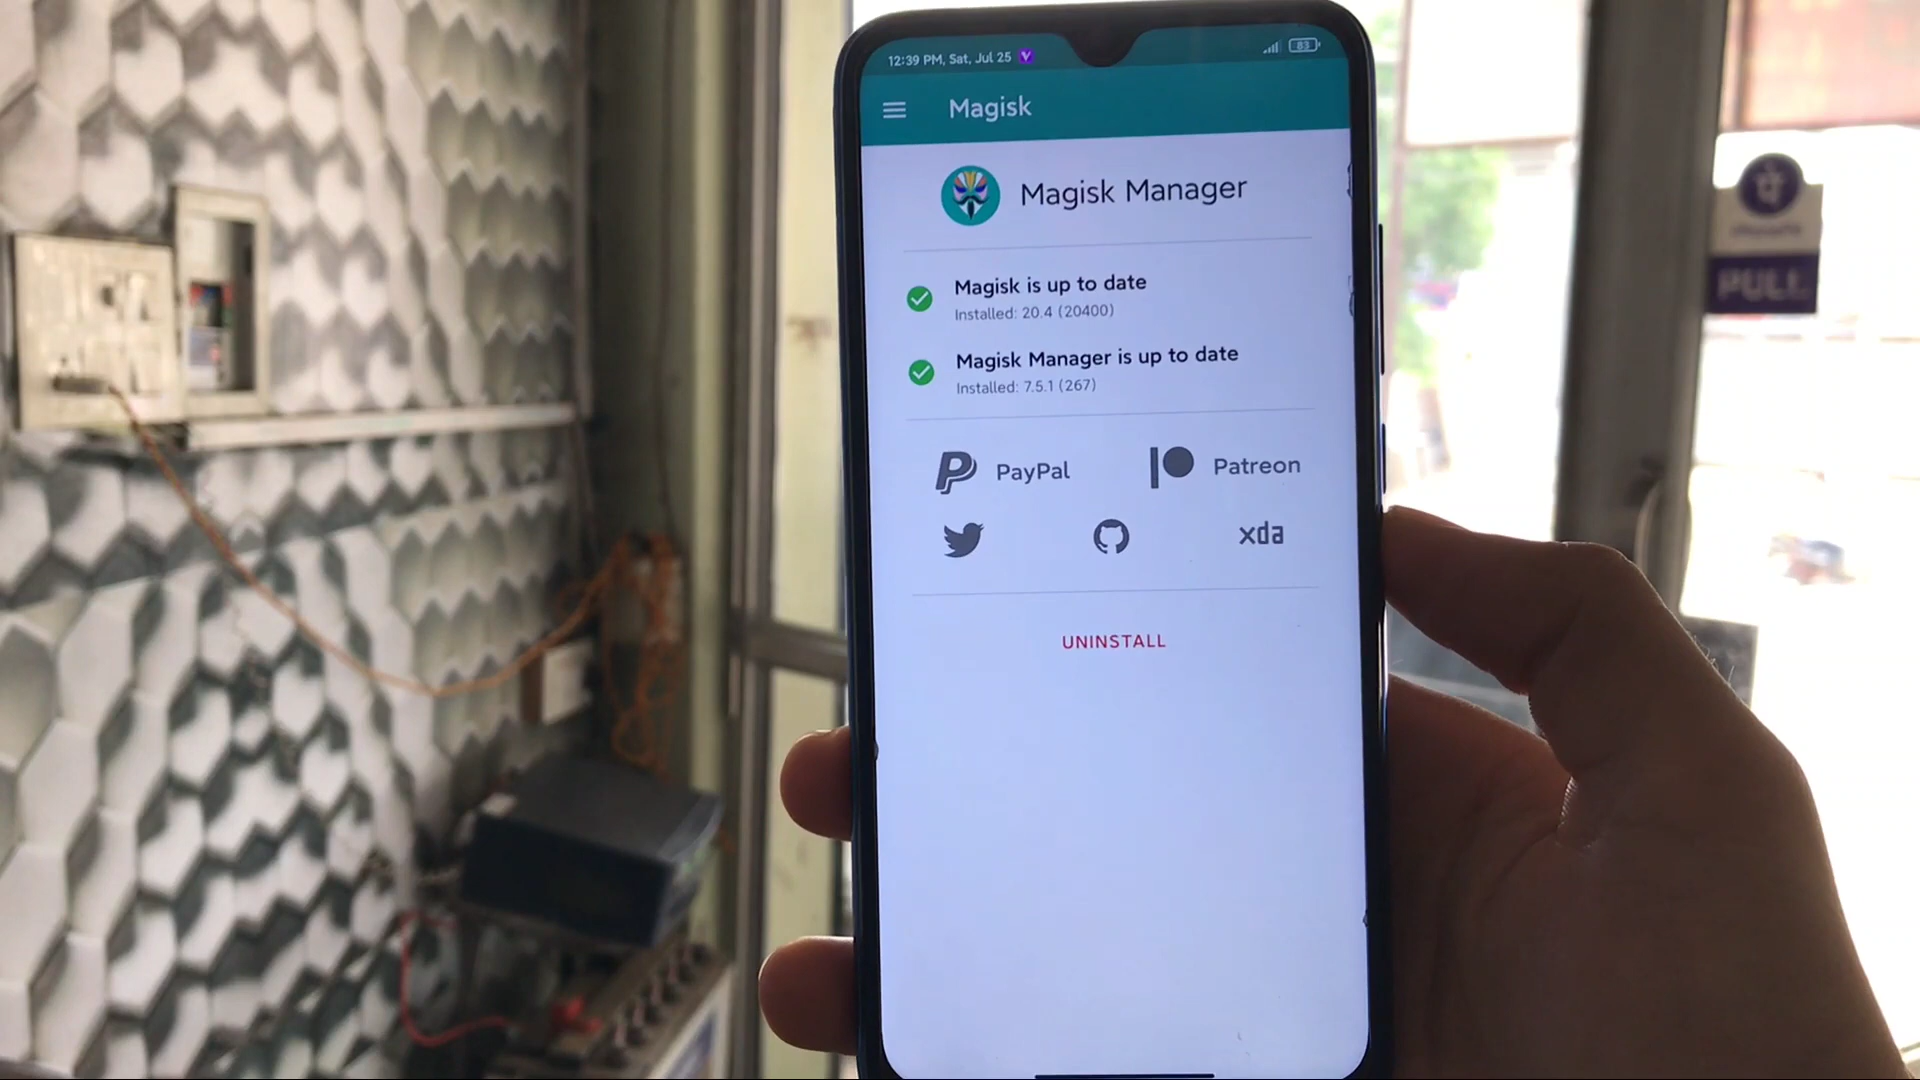 12:39 PM, Sat, Jul 25
83
Magisk
Magisk Manager
Magisk is up to date
Installed: 20.4 (20400)
Magisk Manager is up to date
Installed: 7.5.1 (267)
PayPal
Patreon
xda
UNINSTALL
पे
PULL